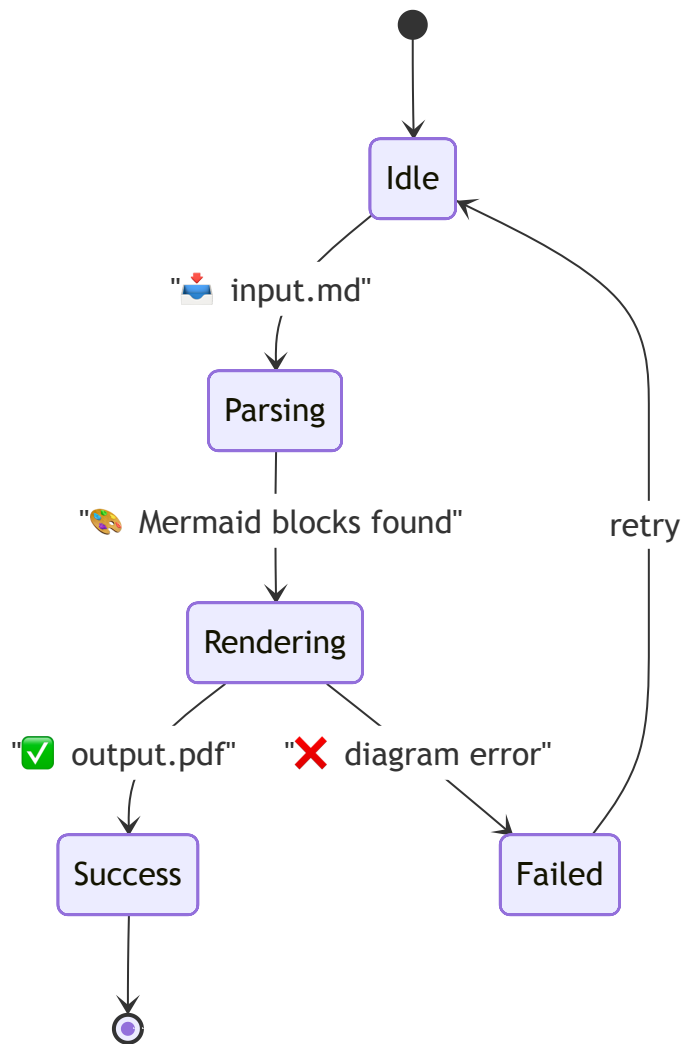 Idle
"📥 input.md"
Parsing
"🎨 Mermaid blocks found"
retry
Rendering
"✅ output.pdf"
"❌ diagram error"
Success
Failed